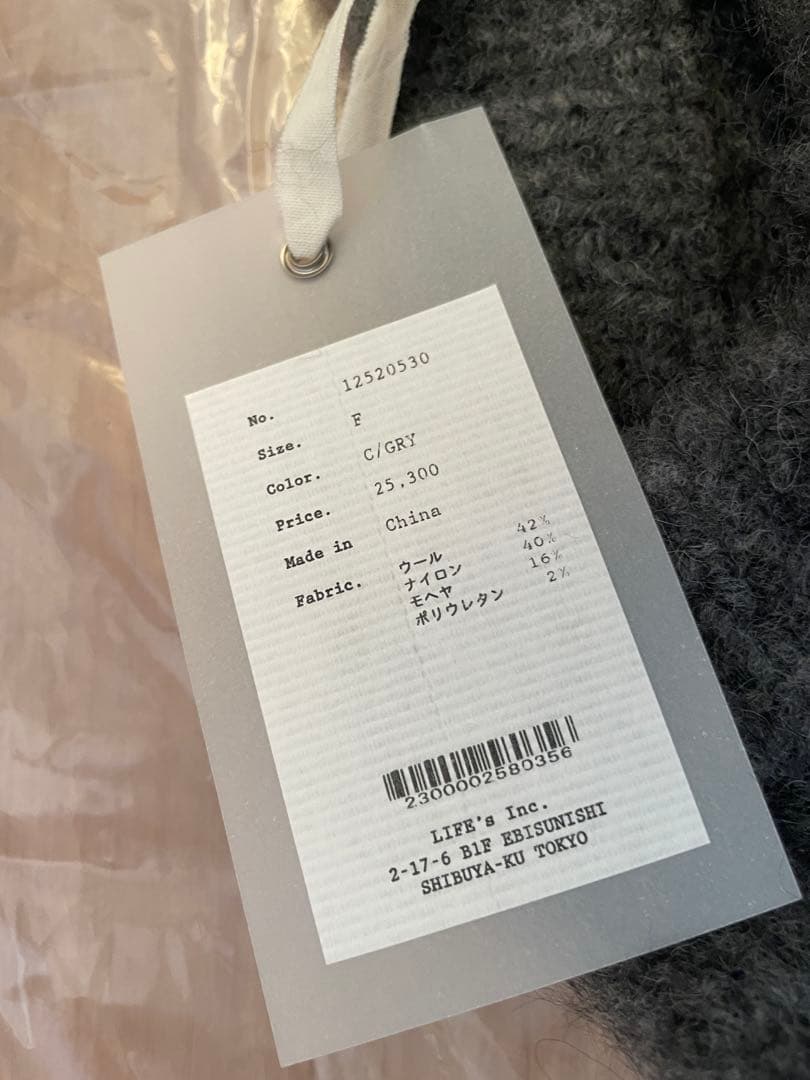 No. 12520530
Size. F
Color. C/GRY
Price. 25,300
Made in China
Fabric. ウール 42%
ナイロン 40%
モヘヤ 16%
ポリウレタン 2%
2300002580356
LIFE's Inc.
2-17-6 B1F EBISUNISHI
SHIBUYA-KU TOKYO